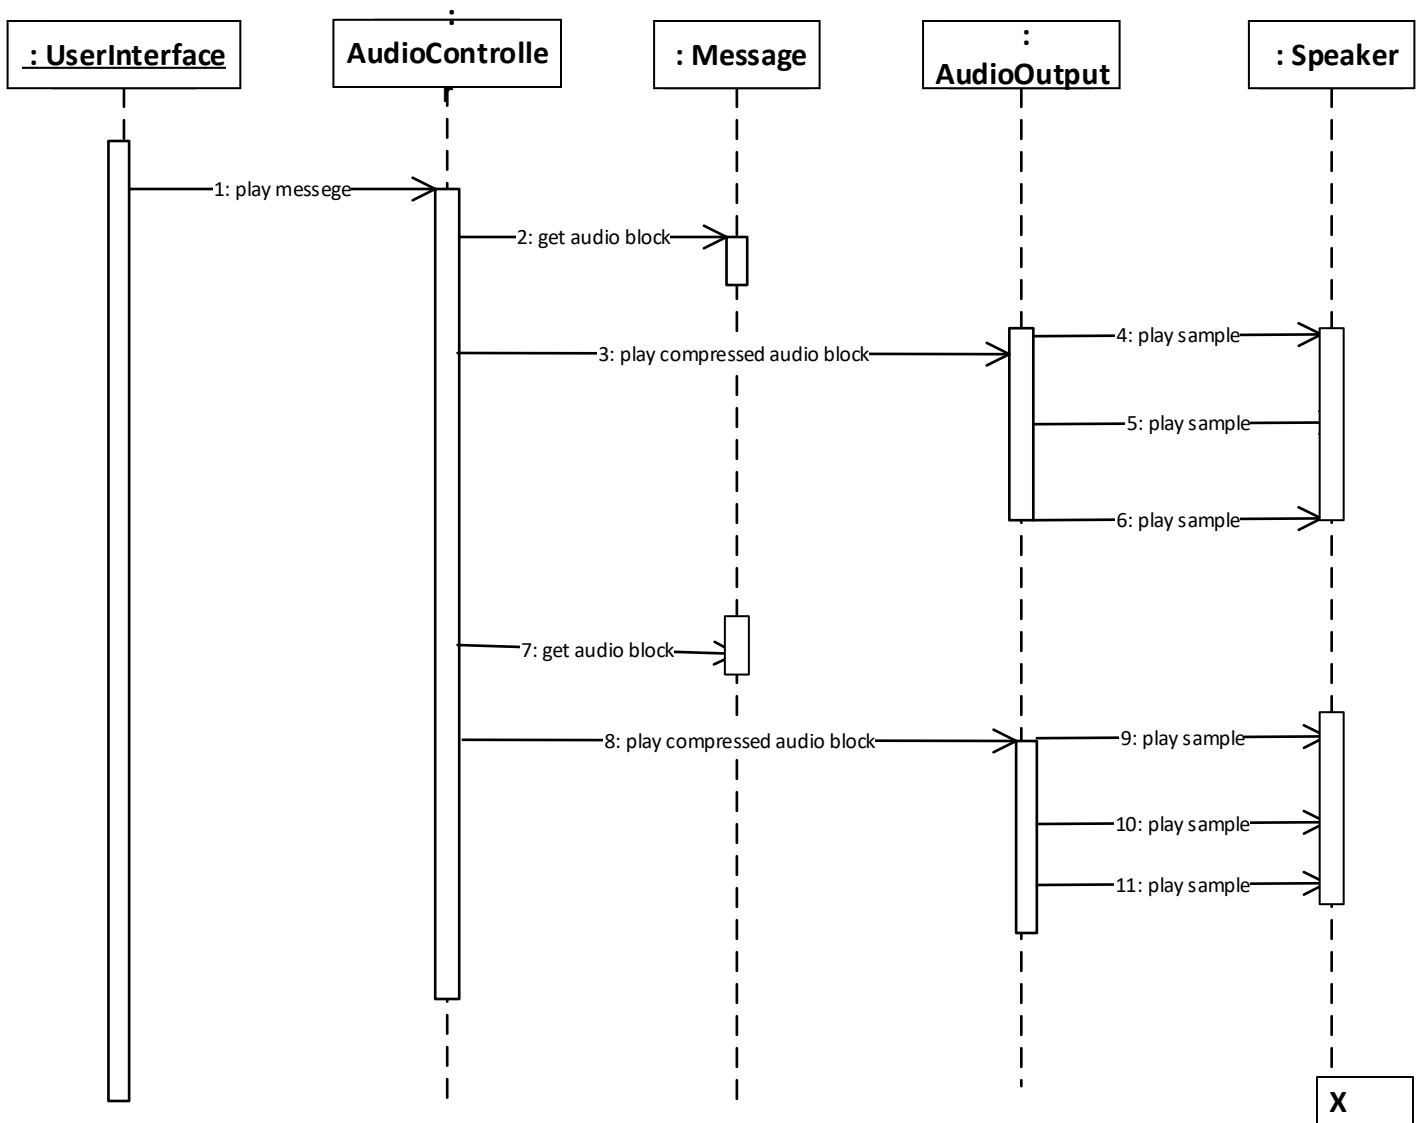 : UserInterface
:
AudioControlle
r
: Message
:
AudioOutput
: Speaker
1: play messege
2: get audio block
3: play compressed audio block
4: play sample
5: play sample
6: play sample
7: get audio block
8: play compressed audio block
9: play sample
10: play sample
11: play sample
X